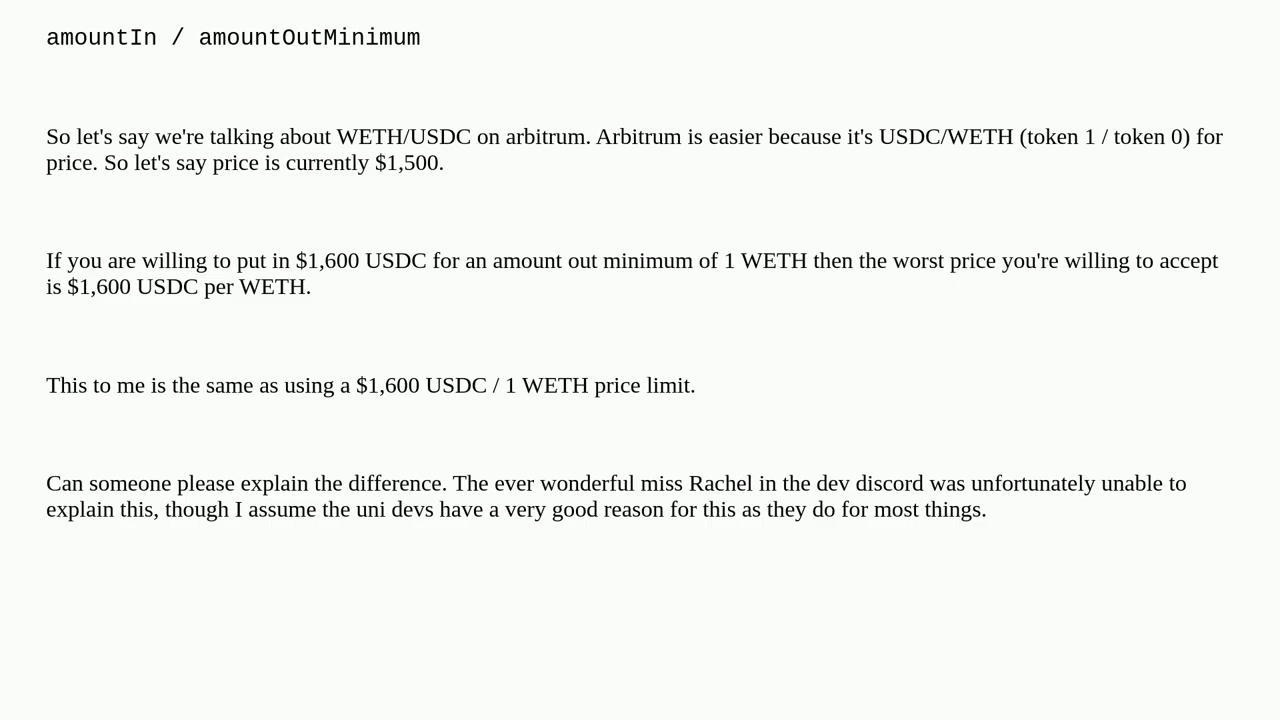 amountIn / amountOutMinimum
So let's say we're talking about WETH/USDC on arbitrum. Arbitrum is easier because it's USDC/WETH (token 1 / token 0) for
price. So let's say price is currently $1,500.
If you are willing to put in $1,600 USDC for an amount out minimum of 1 WETH then the worst price you're willing to accept
is $1,600 USDC per WETH.
This to me is the same as using a $1,600 USDC / 1 WETH price limit.
Can someone please explain the difference. The ever wonderful miss Rachel in the dev discord was unfortunately unable to
explain this, though I assume the uni devs have a very good reason for this as they do for most things.